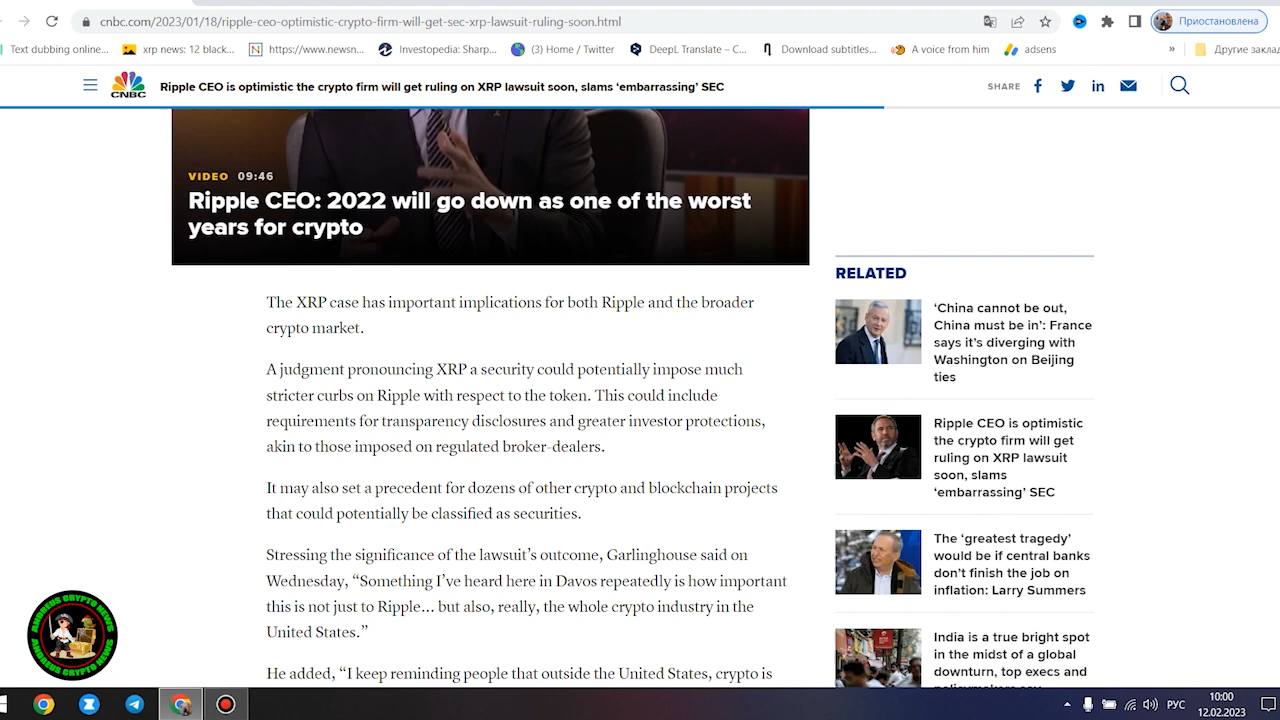 cnbc.com/2023/01/18/ripple-ceo-optimistic-crypto-firm-will-get-sec-xrp-lawsuit-ruling-soon.html
Приостановлена
Text dubbing online...
xrp news: 12 black...
https://www.newsn...
Investopedia: Sharp...
(3) Home / Twitter
DeepL Translate – C...
Download subtitles...
A voice from him
adsens
»
Другие закла
CNBC
Ripple CEO is optimistic the crypto firm will get ruling on XRP lawsuit soon, slams ‘embarrassing’ SEC
SHARE
VIDEO 09:46
Ripple CEO: 2022 will go down as one of the worst
years for crypto
The XRP case has important implications for both Ripple and the broader
crypto market.
A judgment pronouncing XRP a security could potentially impose much
stricter curbs on Ripple with respect to the token. This could include
requirements for transparency disclosures and greater investor protections,
akin to those imposed on regulated broker-dealers.
It may also set a precedent for dozens of other crypto and blockchain projects
that could potentially be classified as securities.
Stressing the significance of the lawsuit’s outcome, Garlinghouse said on
Wednesday, “Something I’ve heard here in Davos repeatedly is how important
this is not just to Ripple… but also, really, the whole crypto industry in the
United States.”
He added, “I keep reminding people that outside the United States, crypto is
RELATED
‘China cannot be out,
China must be in’: France
says it’s diverging with
Washington on Beijing
ties
Ripple CEO is optimistic
the crypto firm will get
ruling on XRP lawsuit
soon, slams
‘embarrassing’ SEC
The ‘greatest tragedy’
would be if central banks
don’t finish the job on
inflation: Larry Summers
India is a true bright spot
in the midst of a global
downturn, top execs and
policymakers say
ANDREUS CRYPTO NEWS
ANDREUS CRYPTO NEWS
РУС
10:00
12.02.2023